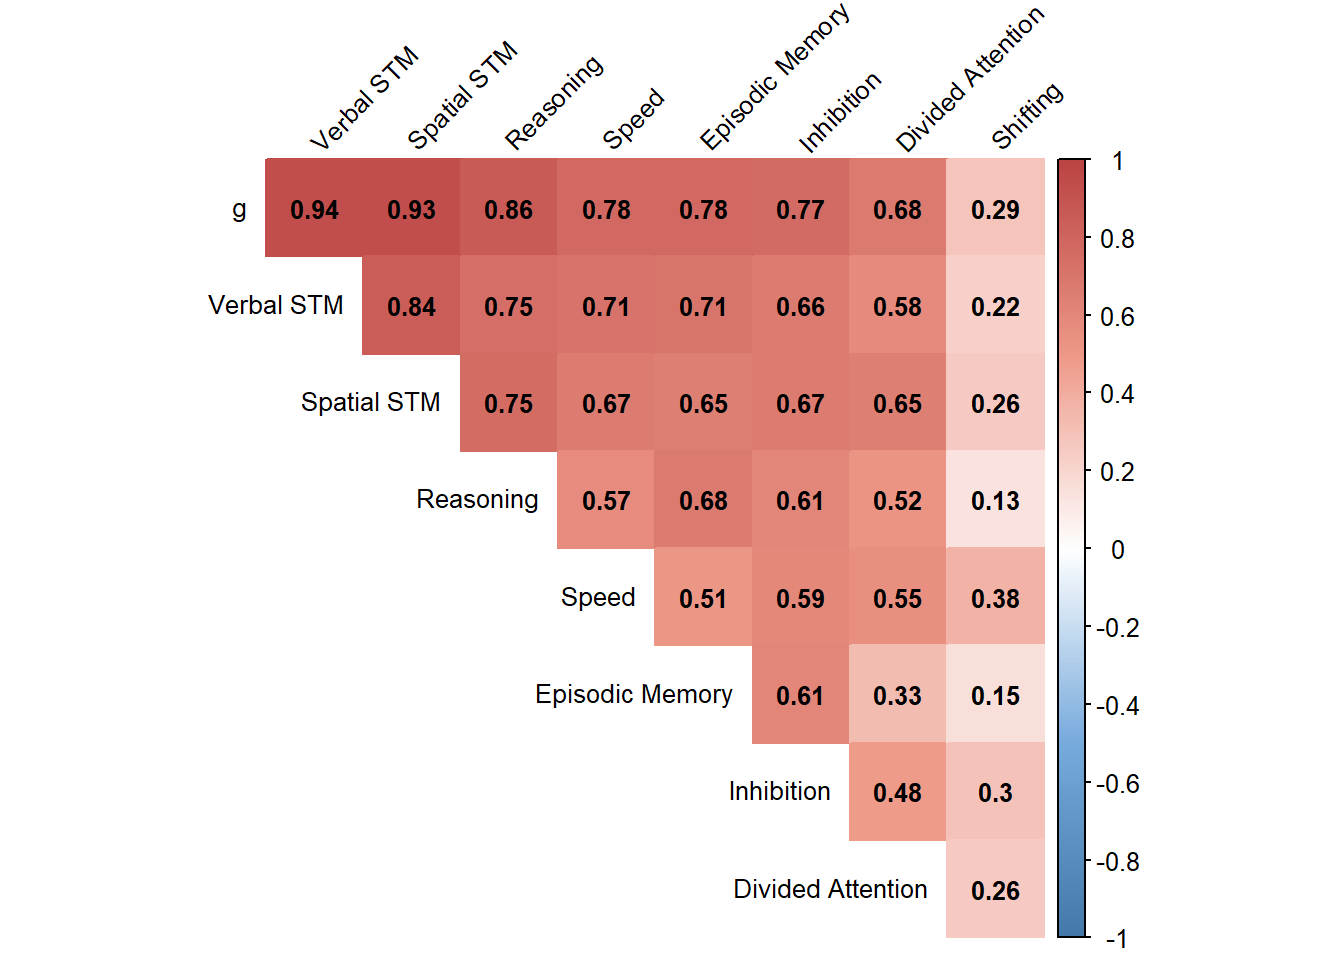 Verbal STM
Spatial STM
Reasoning
Speed
Episodic Memory
Inhibition
Divided Attention
Shifting
g 0.94 0.93 0.86 0.78 0.78 0.77 0.68 0.29
Verbal STM 0.84 0.75 0.71 0.71 0.66 0.58 0.22
Spatial STM 0.75 0.67 0.65 0.67 0.65 0.26
Reasoning 0.57 0.68 0.61 0.52 0.13
Speed 0.51 0.59 0.55 0.38
Episodic Memory 0.61 0.33 0.15
Inhibition 0.48 0.3
Divided Attention 0.26
1
0.8
0.6
0.4
0.2
0
-0.2
-0.4
-0.6
-0.8
-1